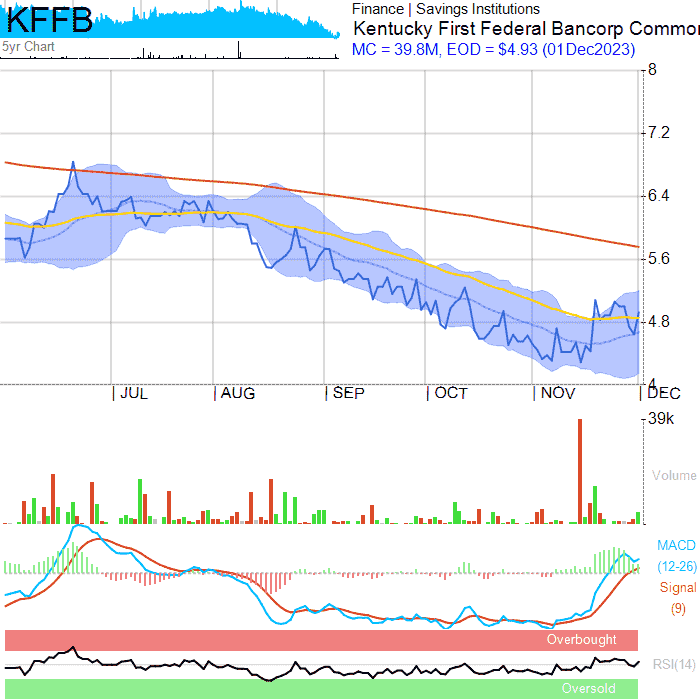 KFFB
5yr Chart
Finance | Savings Institutions
Kentucky First Federal Bancorp Common
MC = 39.8M, EOD = $4.93 (01Dec2023)
8
7.2
6.4
5.6
4.8
4
JUL
AUG
SEP
OCT
NOV
DEC
39k
Volume
MACD
(12-26)
Signal
(9)
Overbought
RSI(14)
Oversold